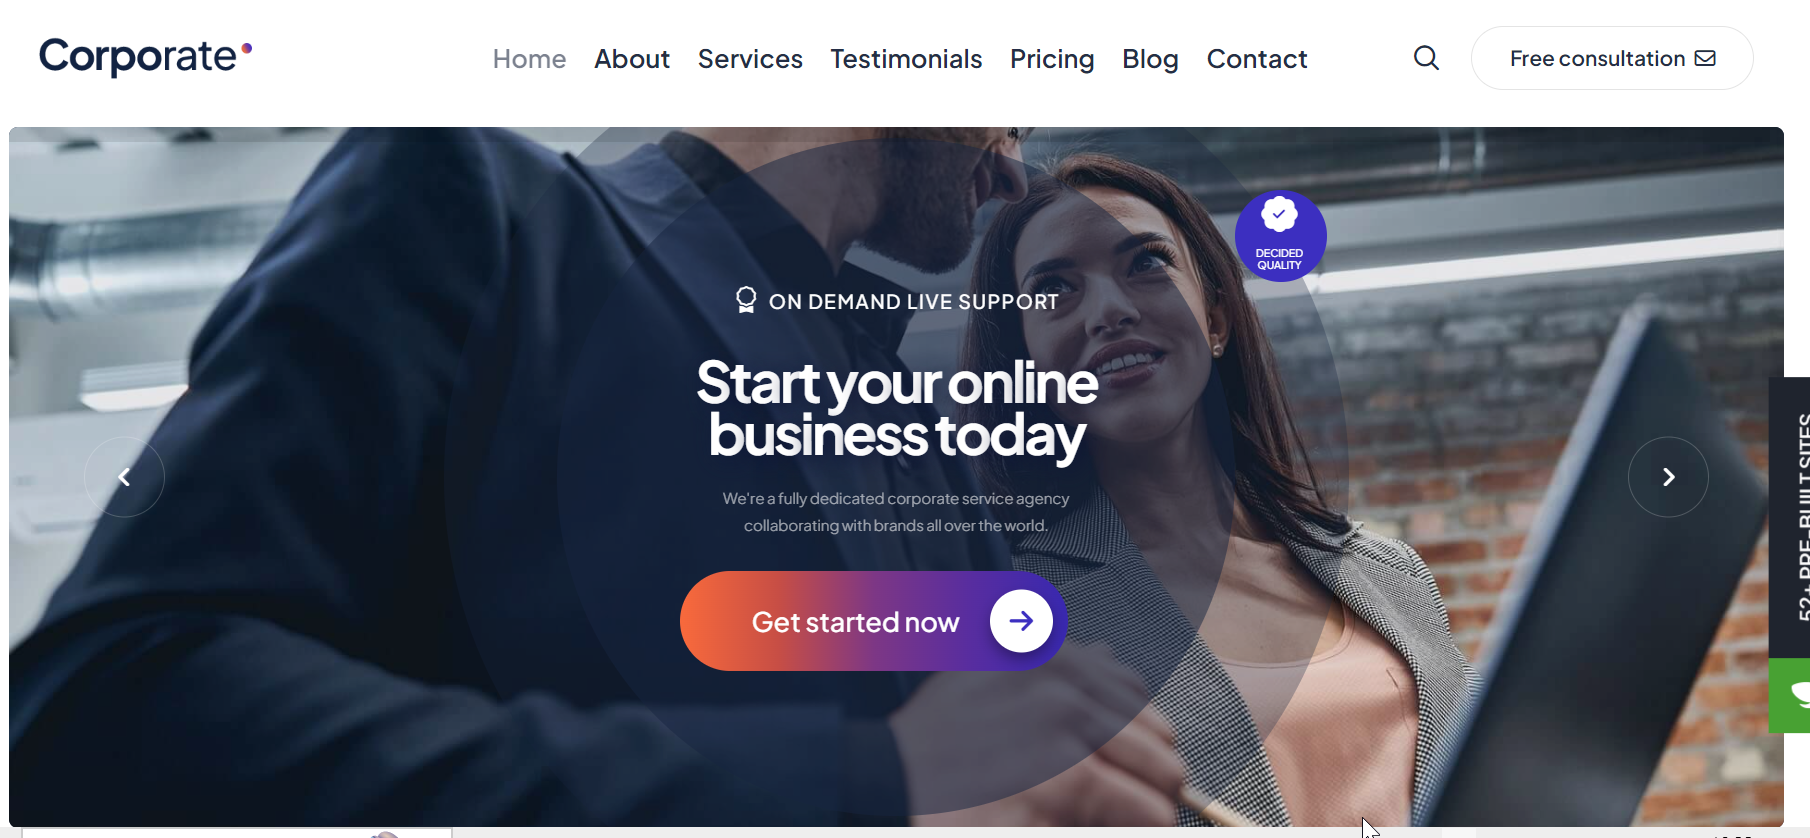 Corporate
Home About Services Testimonials Pricing Blog Contact
Free consultation
DECIDED
QUALITY
ON DEMAND LIVE SUPPORT
Start your online
business today
We're a fully dedicated corporate service agency
collaborating with brands all over the world.
Get started now
52+ PRE-BUILT SITES